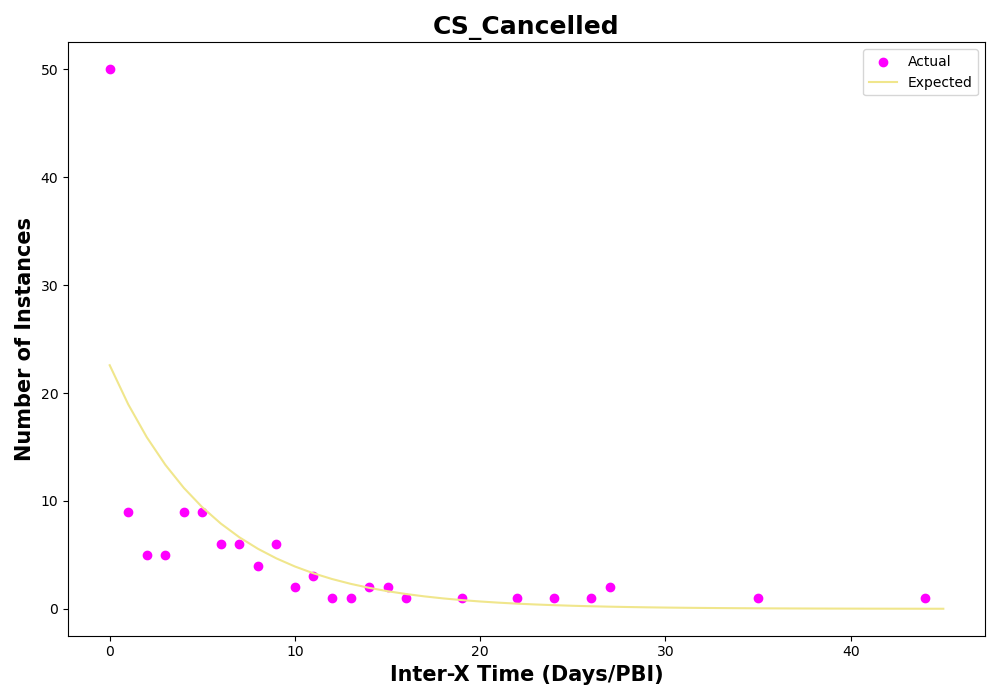 CS_Cancelled
Actual
Expected
Number of Instances
50
40
30
20
10
0
0 10 20 30 40
Inter-X Time (Days/PBI)